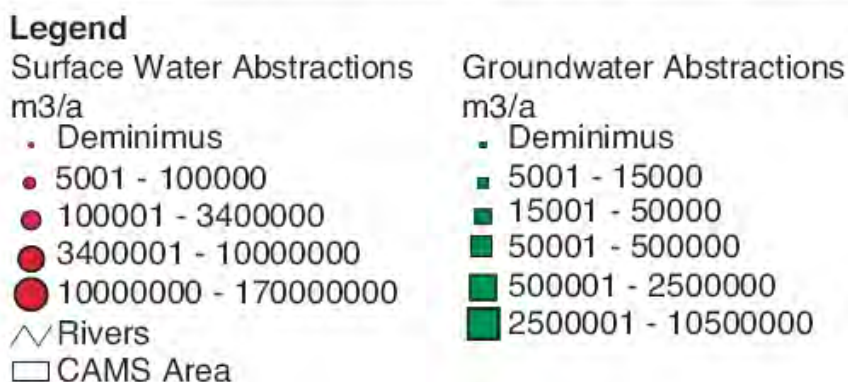 Legend
Surface Water Abstractions
m3/a
Deminimus
5001 - 100000
100001 - 3400000
3400001 - 10000000
10000000 - 170000000
Rivers
CAMS Area
Groundwater Abstractions
m3/a
Deminimus
5001 - 15000
15001 - 50000
50001 - 500000
500001 - 2500000
2500001 - 10500000